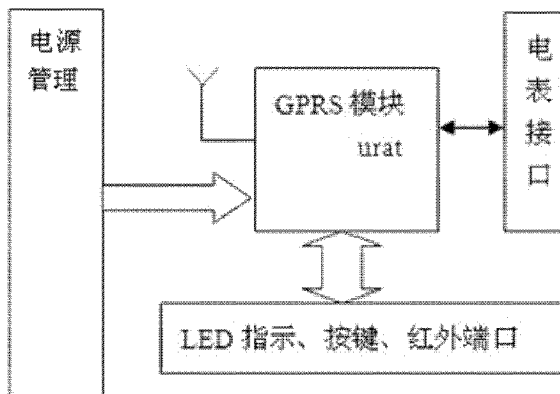 电源
管理
GPRS 模块
urat
电
表
接
口
LED 指示、按键、红外端口